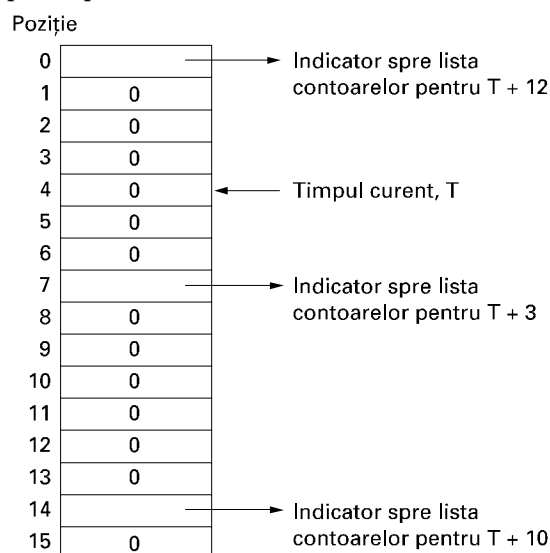 Poziție
0 Indicator spre lista
1 0 contoarelor pentru T + 12
2 0
3 0
4 0 Timpul curent, T
5 0
6 0
7 Indicator spre lista
8 0 contoarelor pentru T + 3
9 0
10 0
11 0
12 0
13 0
14 Indicator spre lista
15 0 contoarelor pentru T + 10